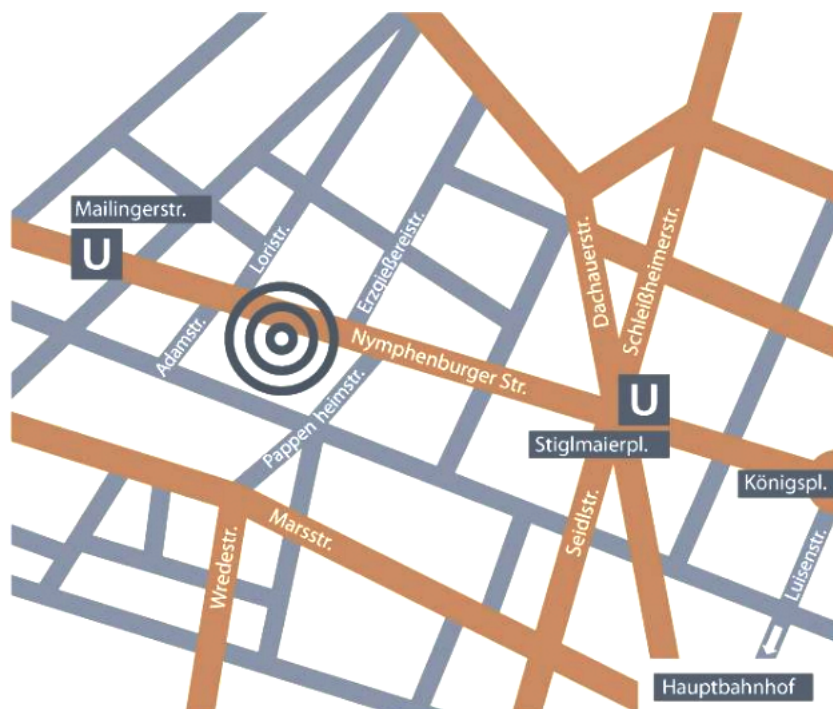 Mailingerstr.
U
Loristr.
Erzgießereistr.
Dachauerstr.
Schleißheimerstr.
Adamstr.
Nymphenburger Str.
Pappen heimstr.
U
Stiglmaierpl.
Königspl.
Marsstr.
Seidlstr.
Wredestr.
Luisenstr.
Hauptbahnhof